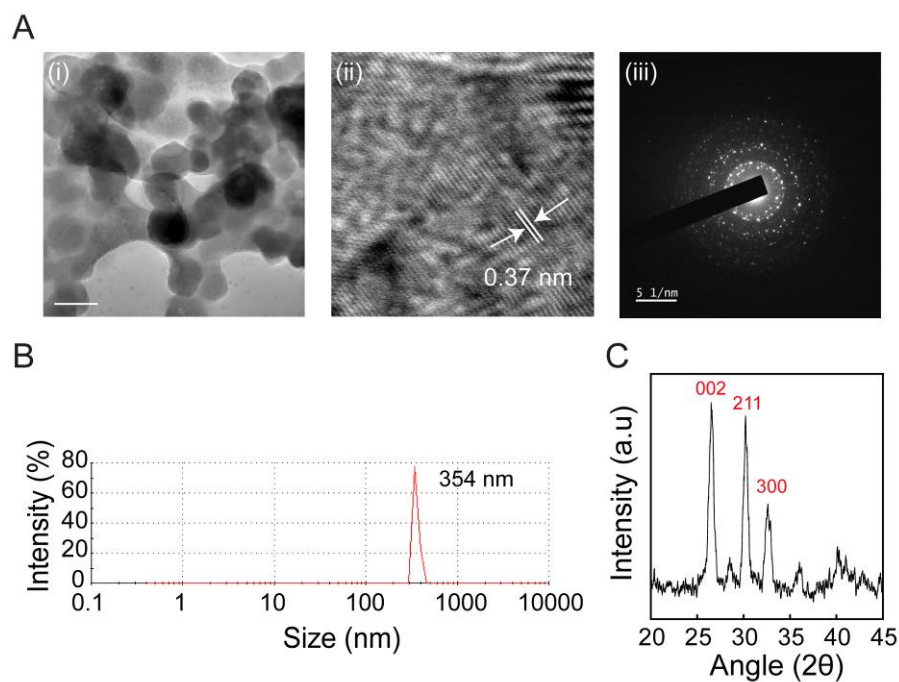 A
(i)
(ii)
(iii)
0.37 nm
5 1/nm
B
C
Intensity (%)
80
60
40
20
0
354 nm
0.1
1
10
100
1000
10000
Size (nm)
Intensity (a.u)
002
211
300
20
25
30
35
40
45
Angle (2θ)